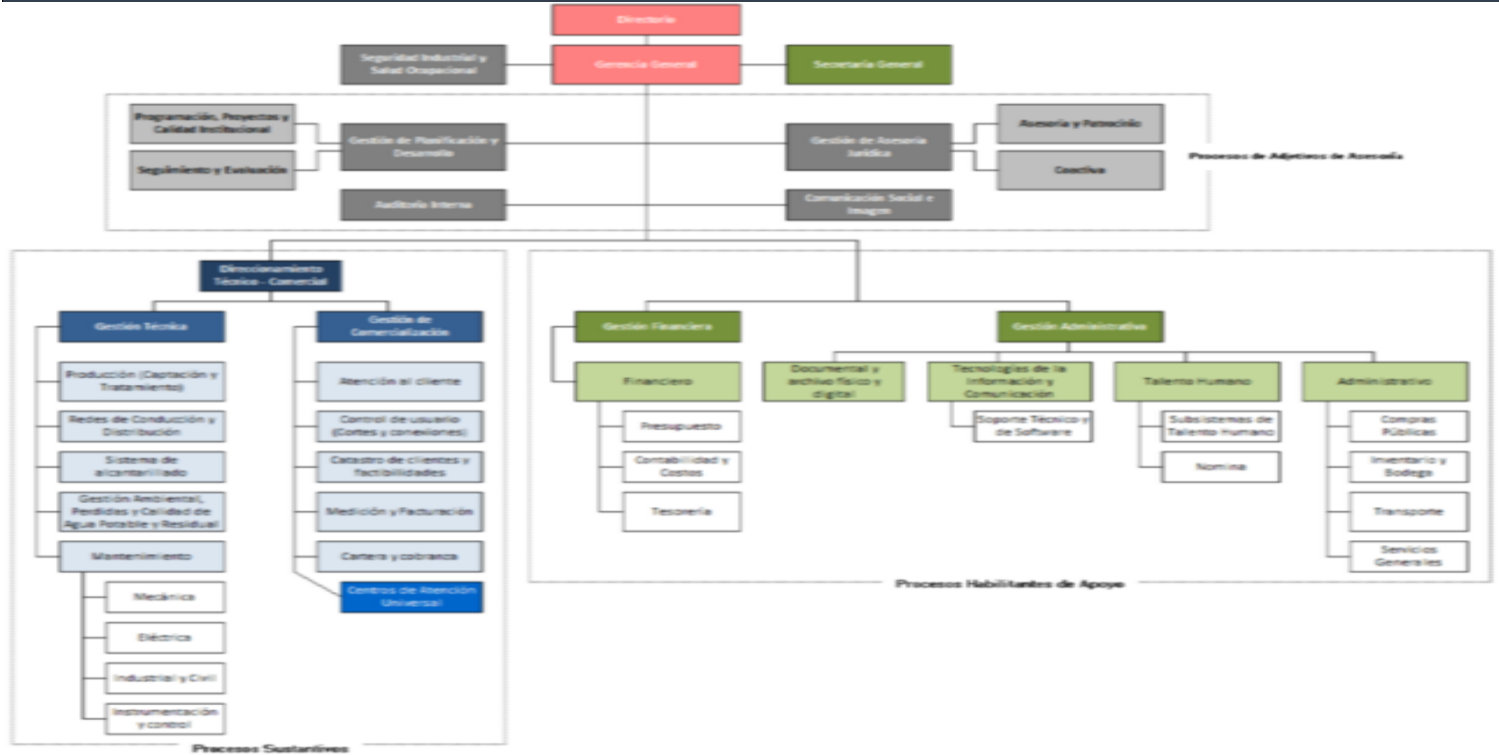 Directorio
Seguridad Industrial y
Salud Ocupacional
Gerencia General
Secretaría General
Programación, Proyectos y
Calidad Institucional
Seguimiento y Evaluación
Gestión de Planificación y
Desarrollo
Auditoría Interna
Gestión de Asesoría
Jurídica
Comunicación Social e
Imagen
Asesoría y Patrocinio
Coactiva
Procesos de Adjetivos de Asesoría
Direccionamiento
Técnico - Comercial
Gestión Técnica
Producción (Captación y
Tratamiento)
Redes de Conducción y
Distribución
Sistema de
alcantarillado
Gestión Ambiental,
Perdidas y Calidad de
Agua Potable y Residual
Mantenimiento
Mecánica
Eléctrica
Industrial y Civil
Instrumentación
y control
Gestión de
Comercialización
Atención al cliente
Control de usuario
(Cortes y conexiones)
Catastro de clientes y
factibilidades
Medición y Facturación
Cartera y cobranza
Centros de Atención
Universal
Procesos Sustantivos
Gestión Financiera
Financiero
Presupuesto
Contabilidad y
Costos
Tesorería
Gestión Administrativa
Documental y
archivo físico y
digital
Tecnologías de la
Información y
Comunicación
Soporte Técnico y
de Software
Talento Humano
Subsistemas de
Talento Humano
Nomina
Administrativo
Compras
Públicas
Inventario y
Bodega
Transporte
Servicios
Generales
Procesos Habilitantes de Apoyo